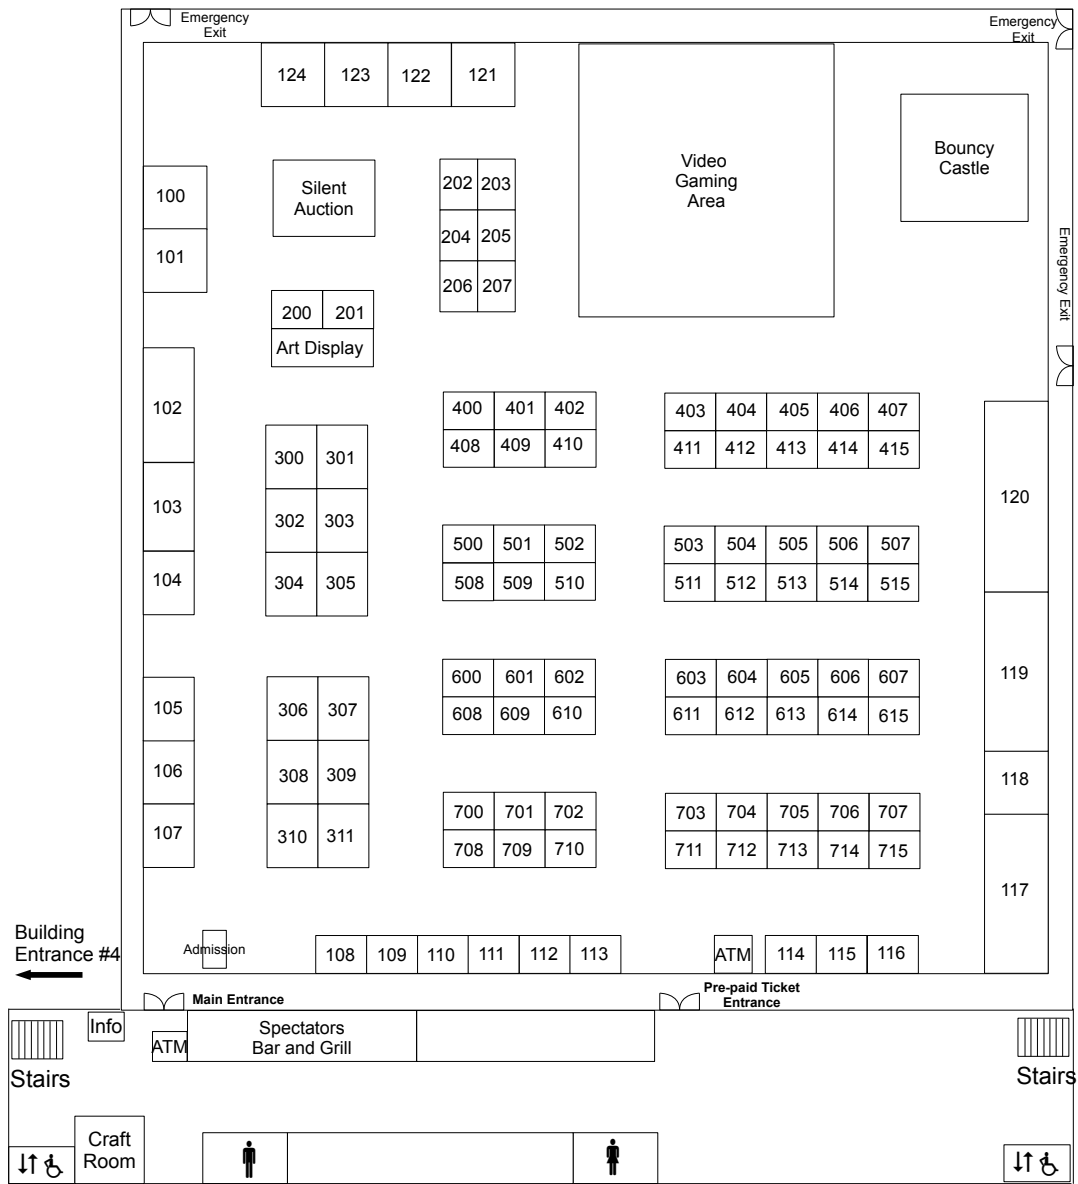 Emergency
Exit
Emergency
Exit
124 123 122 121
Video
Gaming
Area
Bouncy
Castle
100
Silent
Auction
202 203
204 205
101
Emergency Exit
206 207
200 201
Art Display
102
400 401 402
403 404 405 406 407
408 409 410
411 412 413 414 415
300 301
120
103
302 303
500 501 502
503 504 505 506 507
104
304 305
508 509 510
511 512 513 514 515
119
600 601 602
603 604 605 606 607
105
306 307
608 609 610
611 612 613 614 615
106
308 309
118
700 701 702
703 704 705 706 707
107
310 311
708 709 710
711 712 713 714 715
117
Building
Entrance #4
Admission
108 109 110 111 112 113
ATM
114 115 116
Main Entrance
Pre-paid Ticket
Entrance
Info
ATM
Spectators
Bar and Grill
Stairs
Stairs
Craft
Room